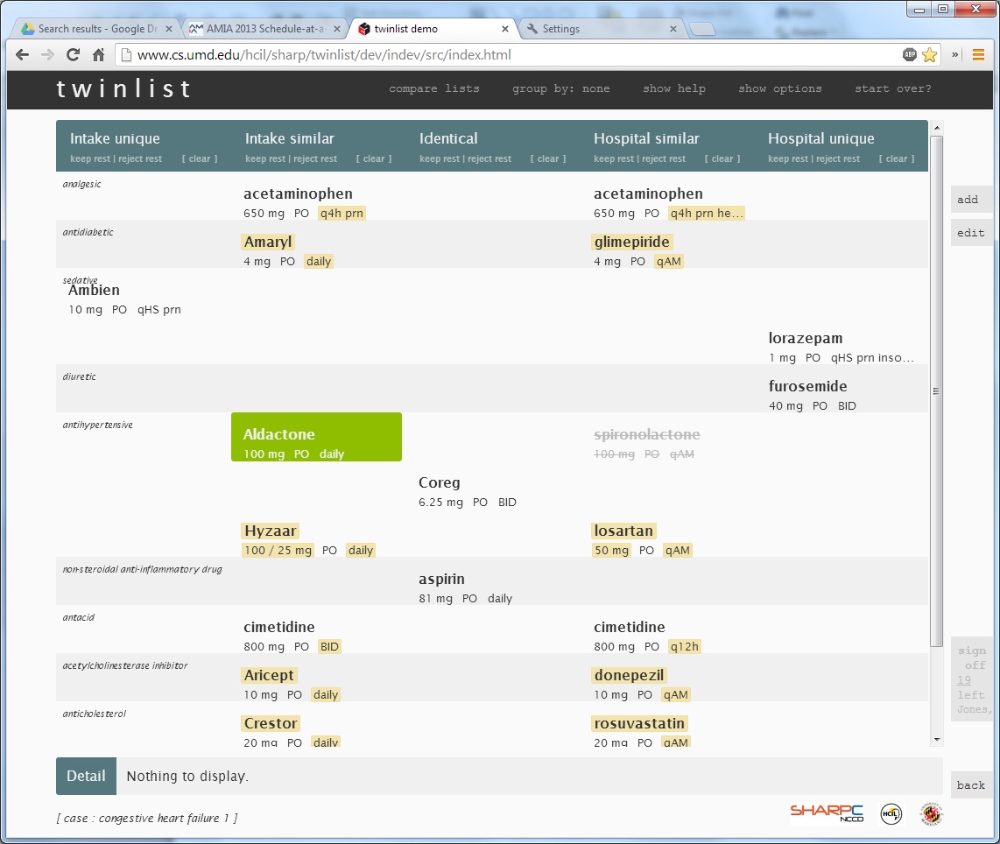 Search results - Google Dr
AMIA 2013 Schedule-at-a-
twinlist demo
Settings
www.cs.umd.edu/hcil/sharp/twinlist/dev/indev/src/index.html
ABP
»
twinlist
compare lists group by: none show help show options start over?
Intake unique Intake similar Identical Hospital similar Hospital unique
keep rest | reject rest [ clear ] keep rest | reject rest [ clear ] keep rest | reject rest [ clear ] keep rest | reject rest [ clear ] keep rest | reject rest [ clear ]
analgesic
acetaminophen acetaminophen
650 mg PO q4h prn 650 mg PO q4h prn he...
add
antidiabetic
edit
Amaryl glimepiride
4 mg PO daily 4 mg PO qAM
sedative
Ambien
10 mg PO qHS prn
lorazepam
1 mg PO qHS prn inso...
diuretic
furosemide
40 mg PO BID
antihypertensive
Aldactone spironolactone
100 mg PO daily 100 mg PO qAM
Coreg
6.25 mg PO BID
Hyzaar losartan
100 / 25 mg PO daily 50 mg PO qAM
non-steroidal anti-inflammatory drug
aspirin
81 mg PO daily
antacid
cimetidine cimetidine
800 mg PO BID 800 mg PO q12h
acetylcholinesterase inhibitor
Aricept donepezil
10 mg PO daily 10 mg PO qAM
anticholesterol
Crestor rosuvastatin
20 mg PO daily 20 mg PO qAM
sign
off
19
left
Jones,
Detail Nothing to display.
back
[ case : congestive heart failure 1 ]
SHARPC
NCCD
HCIL